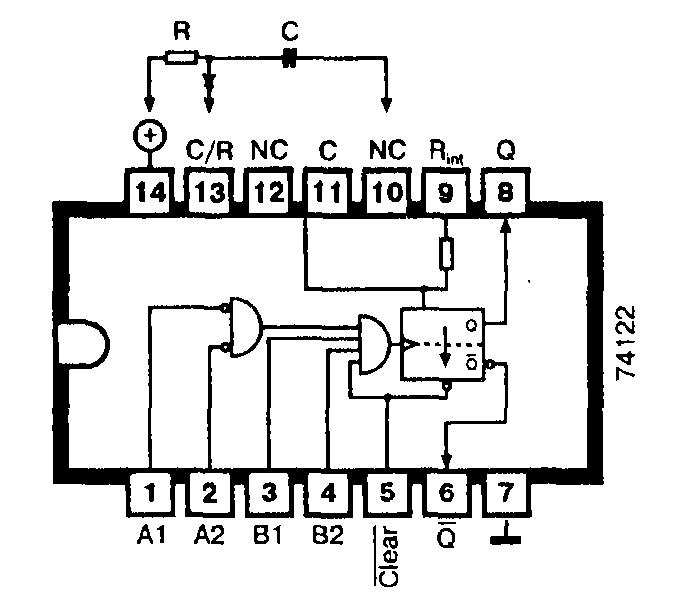 R C
+
C/R NC C NC Rint Q
14 13 12 11 10 9 8
Q
Q̅
74122
1 2 3 4 5 6 7
A1 A2 B1 B2 C̅l̅e̅a̅r̅ Q̅